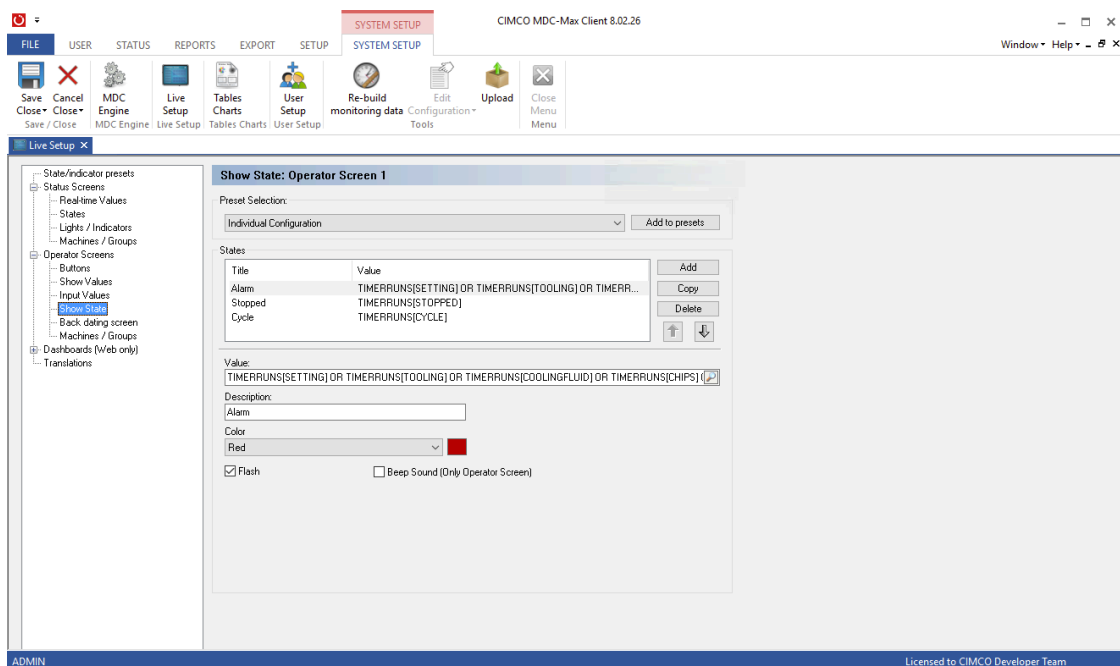 SYSTEM SETUP
CIMCO MDC-Max Client 8.02.26
FILE USER STATUS REPORTS EXPORT SETUP SYSTEM SETUP Window Help
Save Close Cancel Close MDC Engine Live Setup Tables Charts User Setup Re-build monitoring data Edit Configuration Upload Close Menu
Save / Close MDC Engine Live Setup Tables Charts User Setup Tools Menu
Live Setup
State/indicator presets
Status Screens
Real-time Values
States
Lights / Indicators
Machines / Groups
Operator Screens
Buttons
Show Values
Input Values
Show State
Back dating screen
Machines / Groups
Dashboards (Web only)
Translations
Show State: Operator Screen 1
Preset Selection:
Individual Configuration Add to presets
States
Title Value Add
Alarm TIMERRUNS[SETTING] OR TIMERRUNS[TOOLING] OR TIMERR... Copy
Stopped TIMERRUNS[STOPPED] Delete
Cycle TIMERRUNS[CYCLE]
Value:
TIMERRUNS[SETTING] OR TIMERRUNS[TOOLING] OR TIMERRUNS[COOLINGFLUID] OR TIMERRUNS[CHIPS]
Description:
Alarm
Color
Red
Flash Beep Sound (Only Operator Screen)
ADMIN Licensed to CIMCO Developer Team